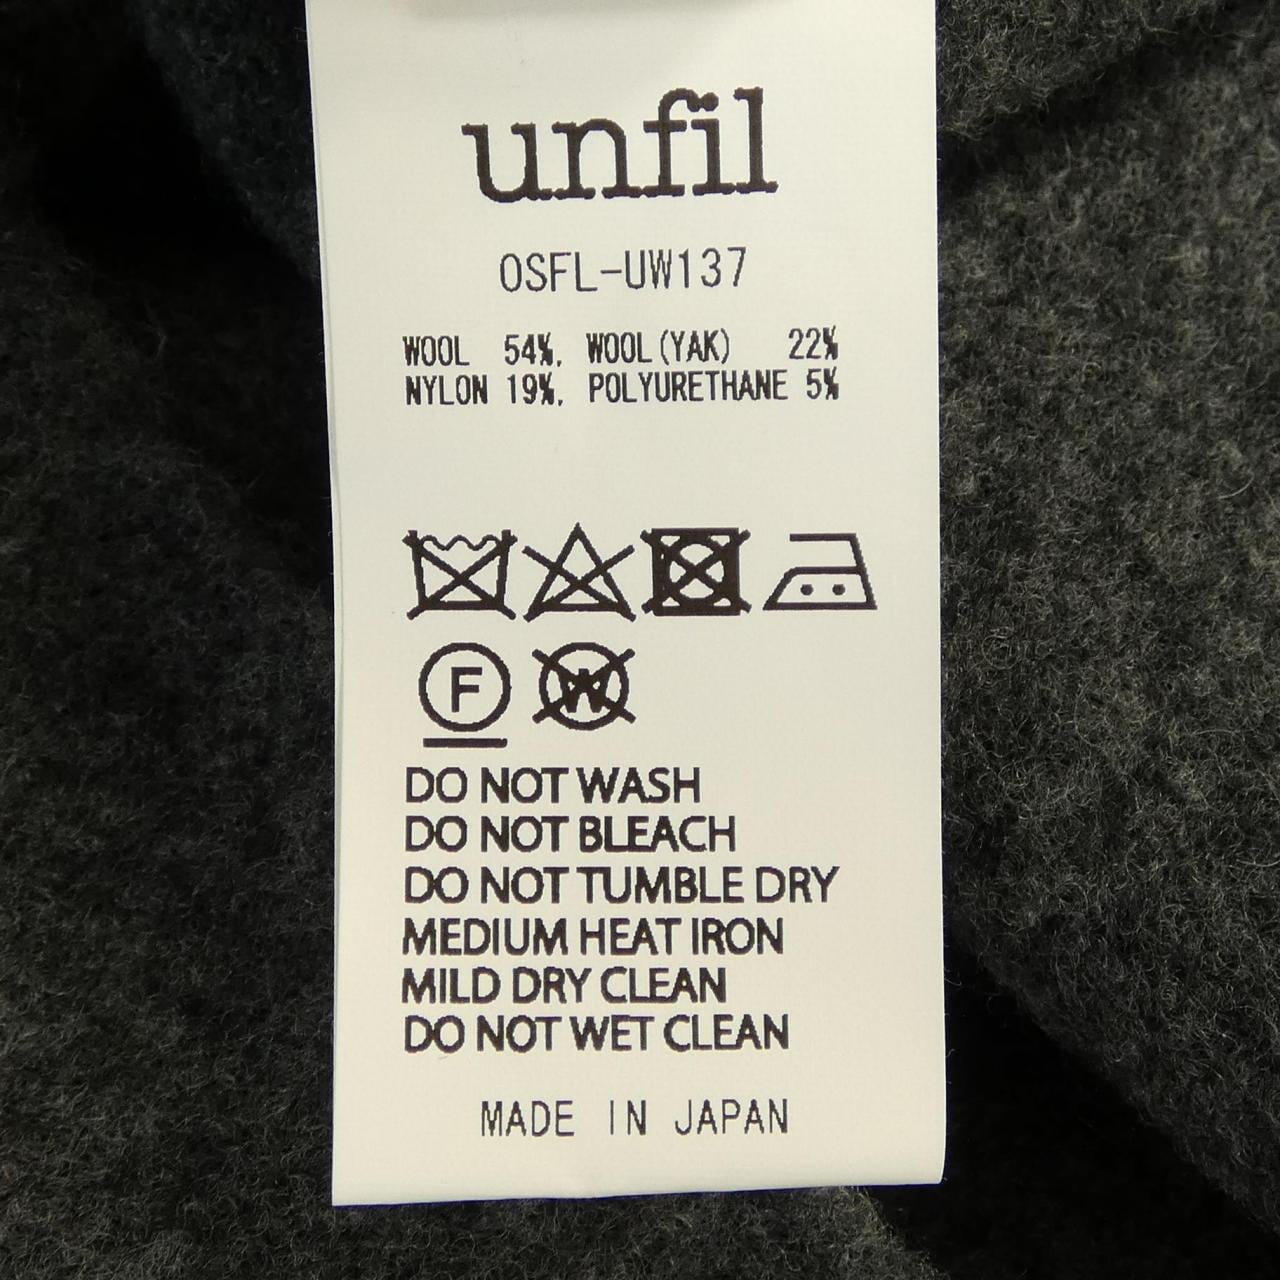 unfil
OSFL-UW137
WOOL 54%, WOOL(YAK) 22%
NYLON 19%, POLYURETHANE 5%
F W
DO NOT WASH
DO NOT BLEACH
DO NOT TUMBLE DRY
MEDIUM HEAT IRON
MILD DRY CLEAN
DO NOT WET CLEAN
MADE IN JAPAN